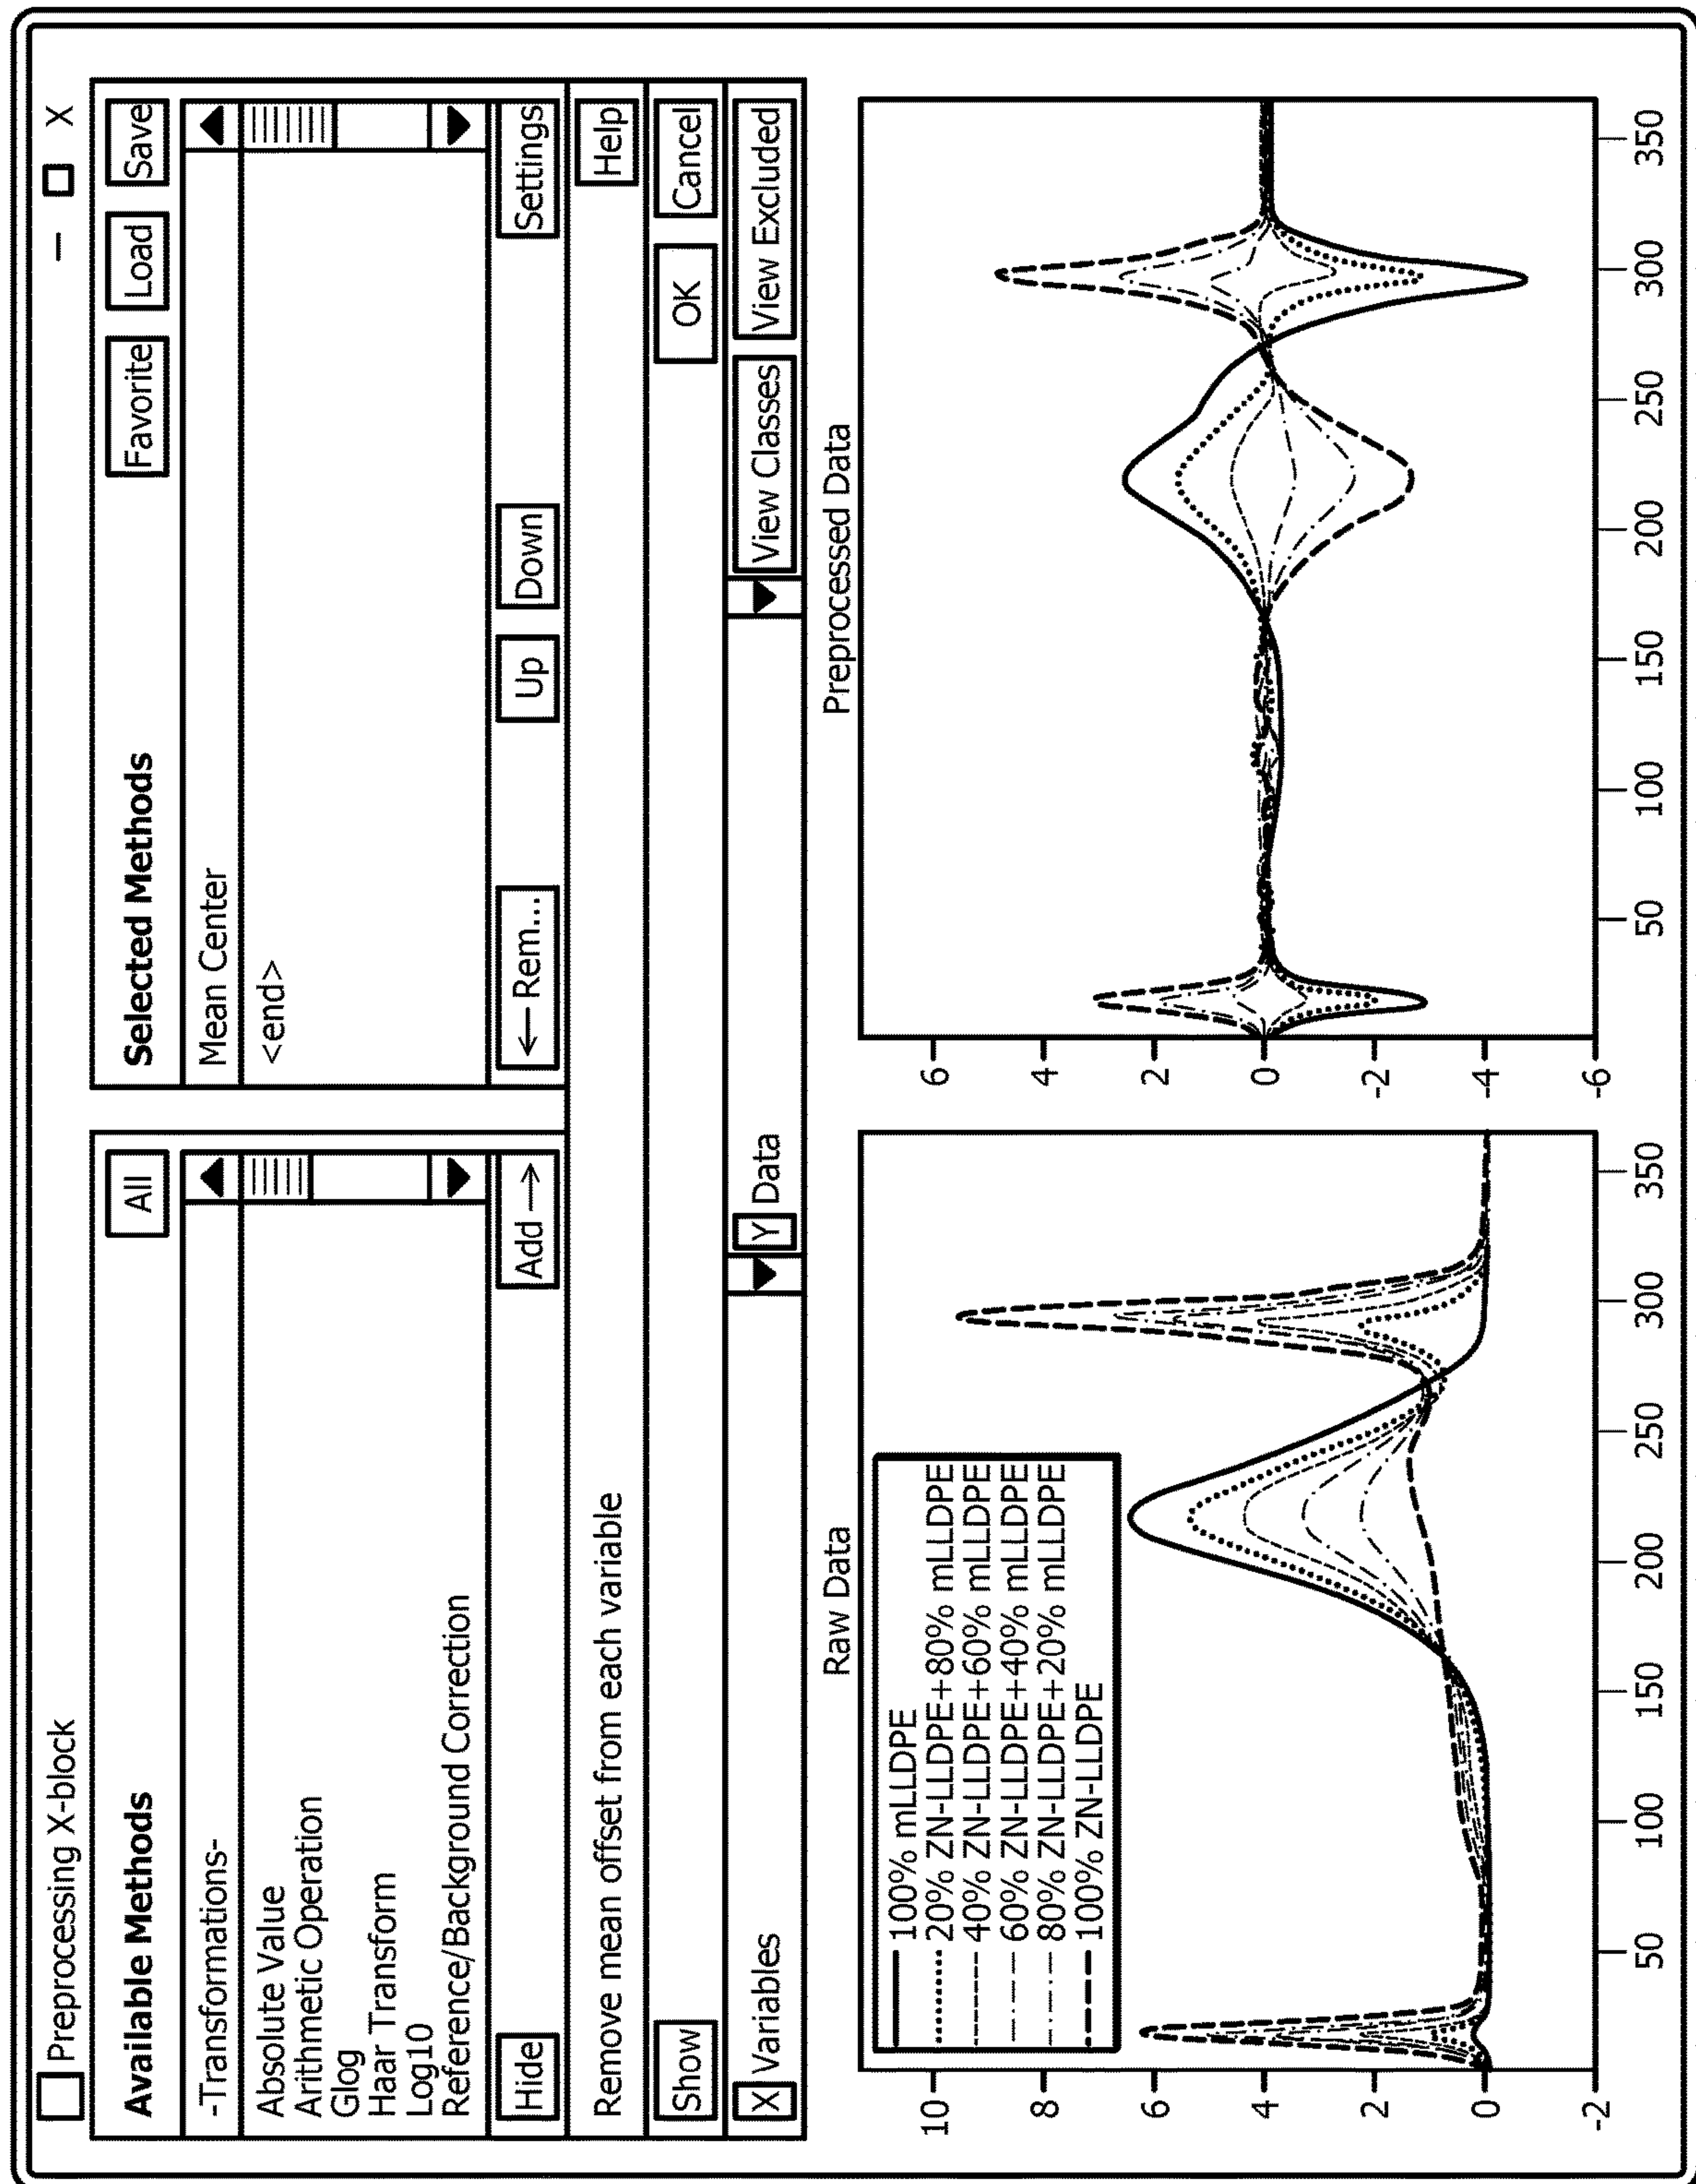 Preprocessing X-block
— X
Available Methods
All
-Transformations-
Absolute Value
Arithmetic Operation
Glog
Haar Transform
Log10
Reference/Background Correction
Hide
Add →
Selected Methods
Favorite
Load
Save
Mean Center
<end>
← Rem...
Up
Down
Settings
Remove mean offset from each variable
Help
Show
OK
Cancel
X Variables
Y Data
View Classes
View Excluded
Raw Data
100% mLLDPE
20% ZN-LLDPE+80% mLLDPE
40% ZN-LLDPE+60% mLLDPE
60% ZN-LLDPE+40% mLLDPE
80% ZN-LLDPE+20% mLLDPE
100% ZN-LLDPE
10
8
6
4
2
0
-2
50 100 150 200 250 300 350
Preprocessed Data
6
4
2
0
-2
-4
-6
50 100 150 200 250 300 350